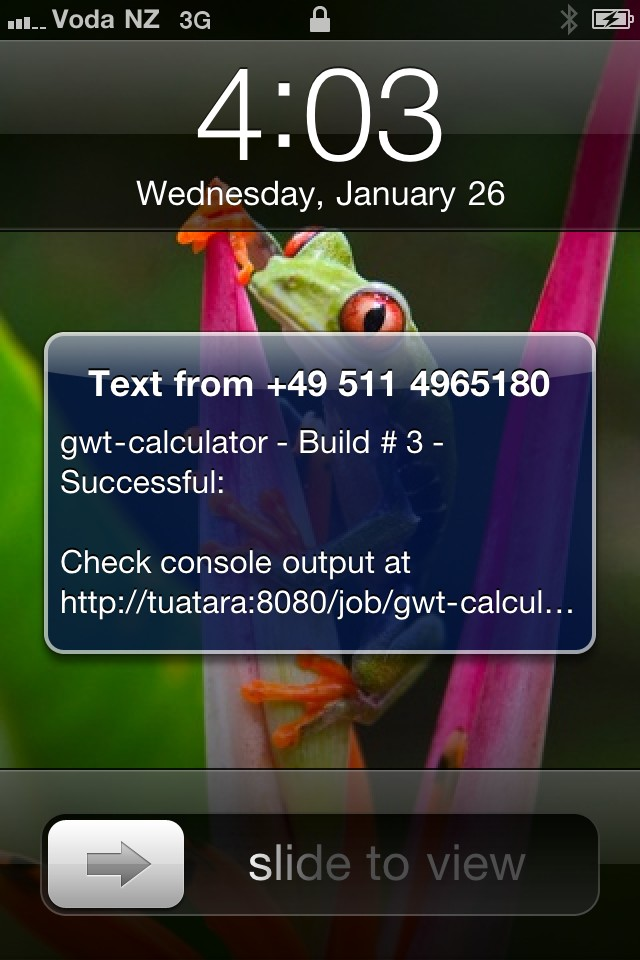 Voda NZ 3G
4:03
Wednesday, January 26
Text from +49 511 4965180
gwt-calculator - Build # 3 -
Successful:
Check console output at
http://tuatara:8080/job/gwt-calcul…
slide to view